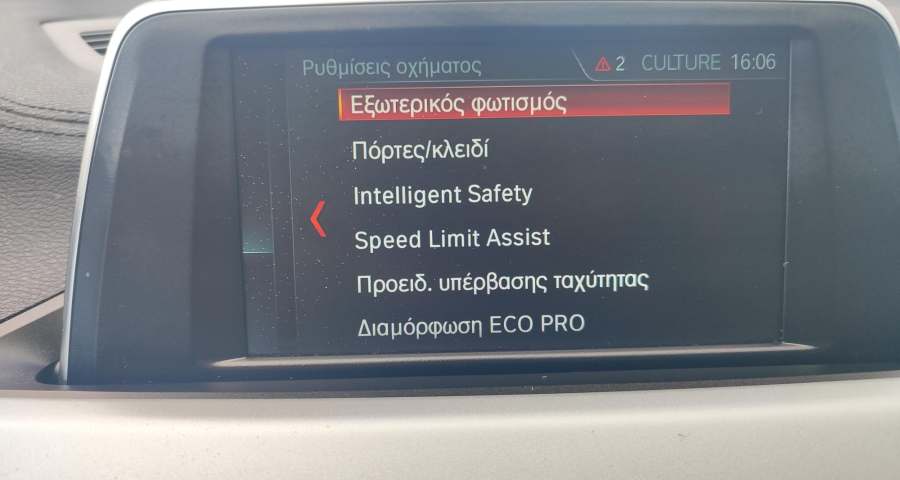 Ρυθμίσεις οχήματος 2 CULTURE 16:06
Εξωτερικός φωτισμός
Πόρτες/κλειδί
Intelligent Safety
Speed Limit Assist
Προειδ. υπέρβασης ταχύτητας
Διαμόρφωση ECO PRO